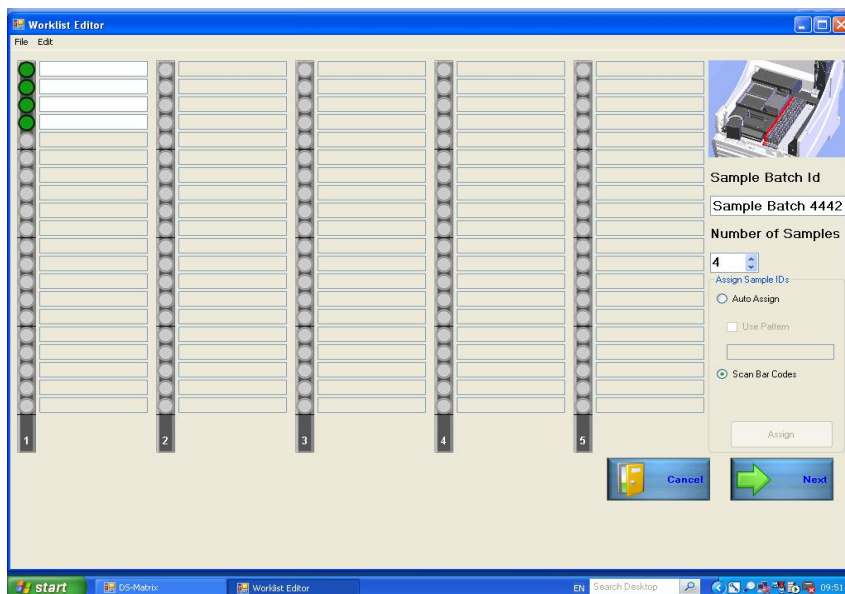 Worklist Editor
File Edit
Sample Batch Id
Sample Batch 4442
Number of Samples
4
Assign Sample IDs
Auto Assign
Use Pattern
Scan Bar Codes
Assign
1 2 3 4 5
Cancel Next
start DS-Matrix Worklist Editor EN Search Desktop 09:51